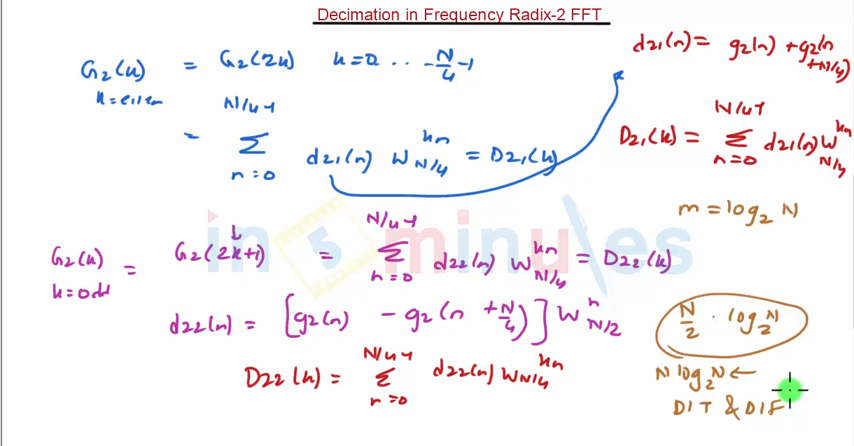 Decimation in Frequency Radix-2 FFT
G2(k) = G2(2k) k=0 . . . -N/4-1
k=even
= N/4-1 Σ n=0 d21(n) W N/4 kn = D21(k)
d21(n) = g2(n) + g2(n +N/4)
D21(k) = N/4-1 Σ n=0 d21(n) W N/4 kn
m = log2 N
in 5 minutes
G2(k) = G2(2k+1) = N/4-1 Σ n=0 d22(n) W N/4 kn = D22(k)
k=odd
d22(n) = [g2(n) - g2(n +N/4)] W N/2 n
D22(k) = N/4-1 Σ n=0 d22(n) W N/4 kn
N/2 . log2 N
N log2 N ←
DIT & DIF